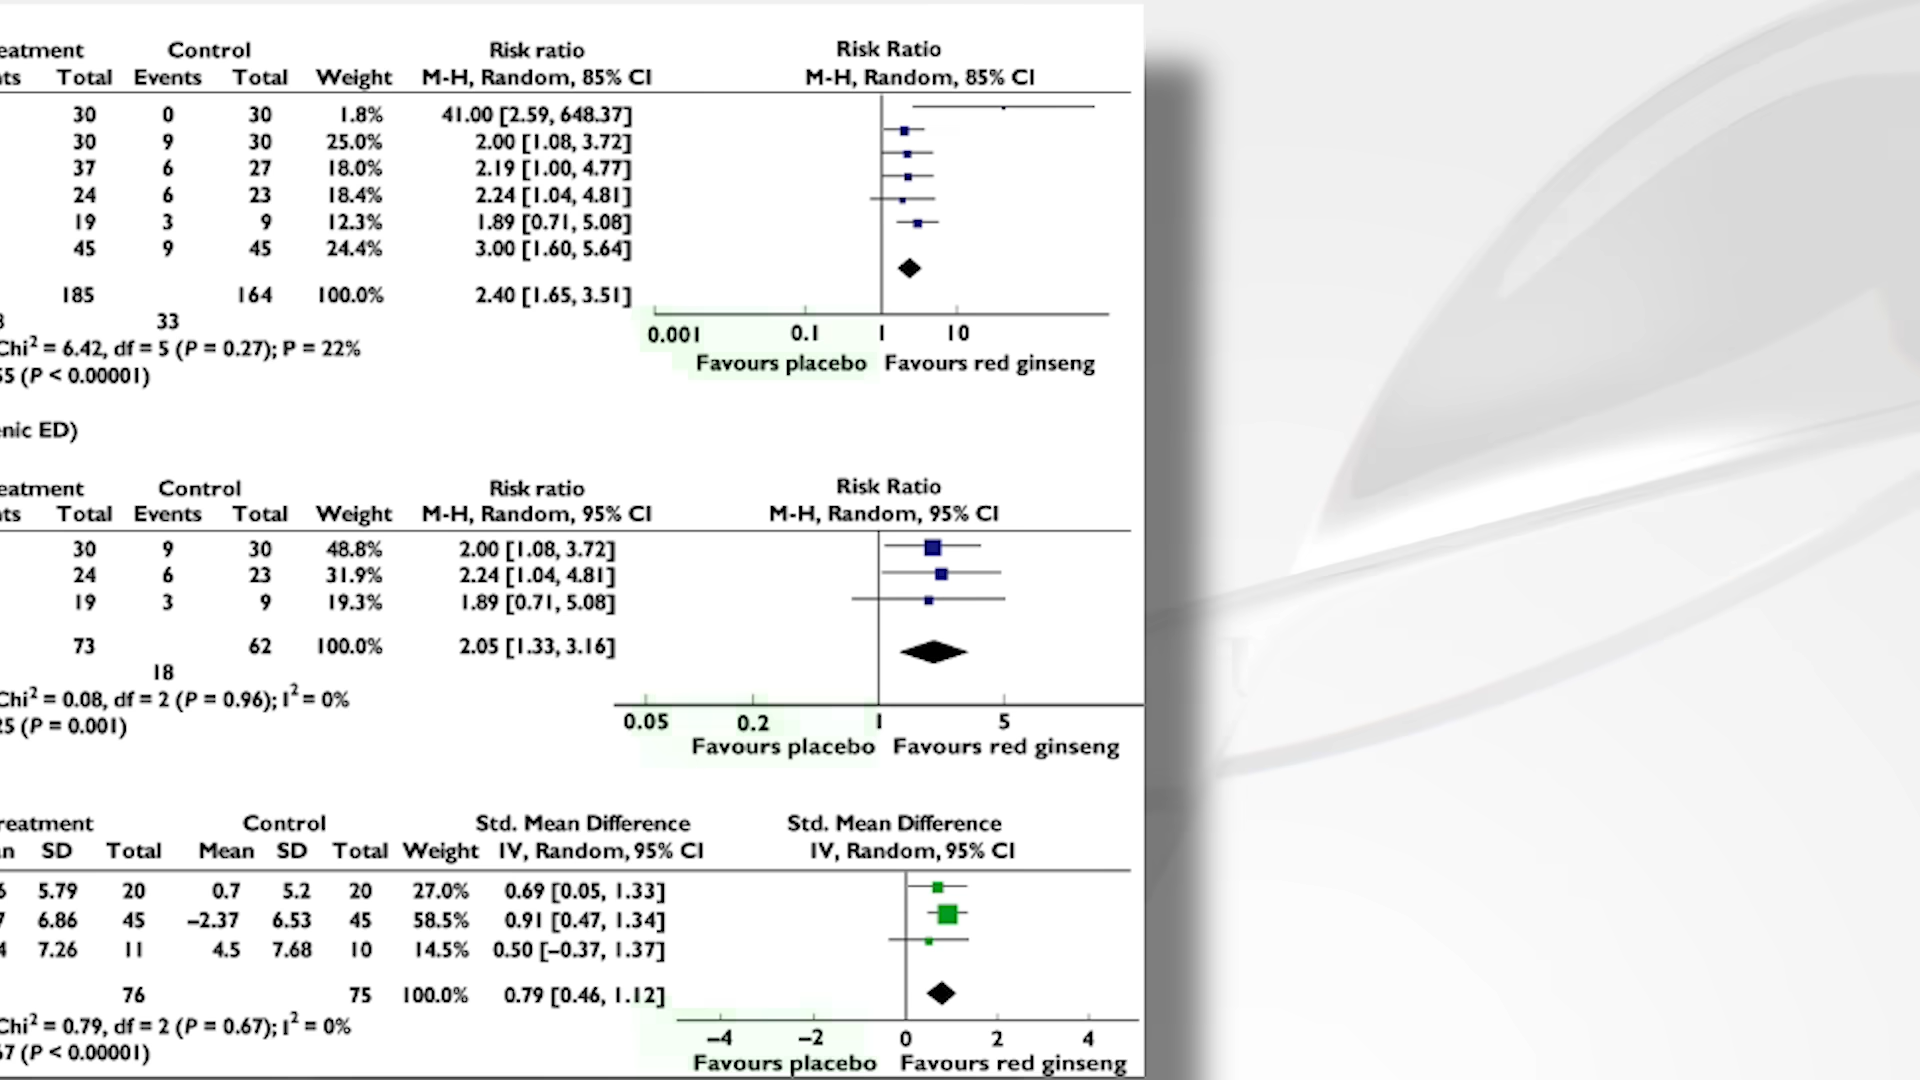 eatment Control Risk ratio Risk Ratio
nts Total Events Total Weight M-H, Random, 85% CI M-H, Random, 85% CI
30 0 30 1.8% 41.00 [2.59, 648.37]
30 9 30 25.0% 2.00 [1.08, 3.72]
37 6 27 18.0% 2.19 [1.00, 4.77]
24 6 23 18.4% 2.24 [1.04, 4.81]
19 3 9 12.3% 1.89 [0.71, 5.08]
45 9 45 24.4% 3.00 [1.60, 5.64]
185 164 100.0% 2.40 [1.65, 3.51]
33
0.001 0.1 1 10
Chi2 = 6.42, df = 5 (P = 0.27); P = 22%
Favours placebo Favours red ginseng
55 (P < 0.00001)
enic ED)
eatment Control Risk ratio Risk Ratio
nts Total Events Total Weight M-H, Random, 95% CI M-H, Random, 95% CI
30 9 30 48.8% 2.00 [1.08, 3.72]
24 6 23 31.9% 2.24 [1.04, 4.81]
19 3 9 19.3% 1.89 [0.71, 5.08]
73 62 100.0% 2.05 [1.33, 3.16]
18
Chi2 = 0.08, df = 2 (P = 0.96); I2 = 0%
0.05 0.2 1 5
25 (P = 0.001)
Favours placebo Favours red ginseng
reatment Control Std. Mean Difference Std. Mean Difference
n SD Total Mean SD Total Weight IV, Random, 95% CI IV, Random, 95% CI
6 5.79 20 0.7 5.2 20 27.0% 0.69 [0.05, 1.33]
7 6.86 45 −2.37 6.53 45 58.5% 0.91 [0.47, 1.34]
4 7.26 11 4.5 7.68 10 14.5% 0.50 [−0.37, 1.37]
76 75 100.0% 0.79 [0.46, 1.12]
Chi2 = 0.79, df = 2 (P = 0.67); I2 = 0%
−4 −2 0 2 4
67 (P < 0.00001)
Favours placebo Favours red ginseng